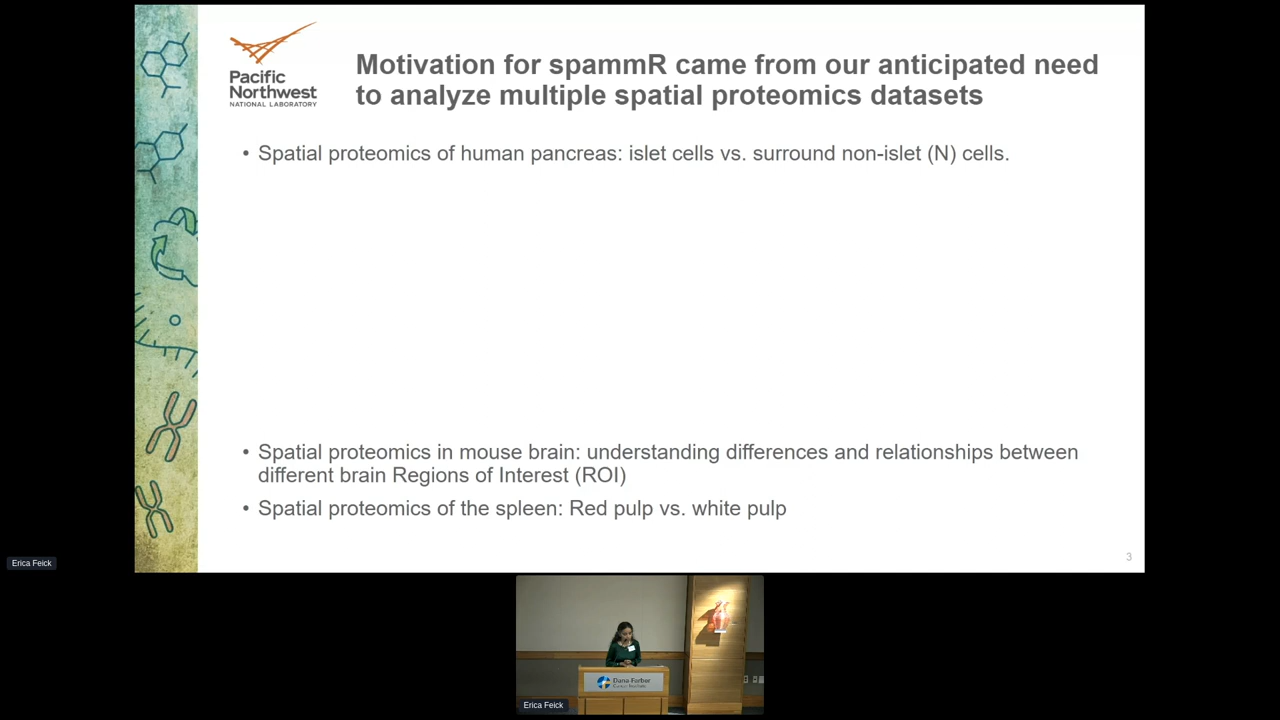 Pacific
Northwest
NATIONAL LABORATORY
Motivation for spammR came from our anticipated need
to analyze multiple spatial proteomics datasets
• Spatial proteomics of human pancreas: islet cells vs. surround non-islet (N) cells.
• Spatial proteomics in mouse brain: understanding differences and relationships between
different brain Regions of Interest (ROI)
• Spatial proteomics of the spleen: Red pulp vs. white pulp
3
Erica Feick
Dana-Farber
Cancer Institute
Erica Feick